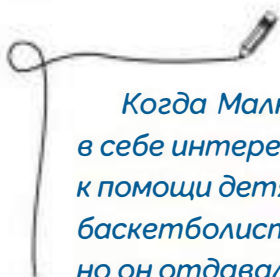 Когда Мал
в себе интере
к помощи дет
баскетболист
но он отдава